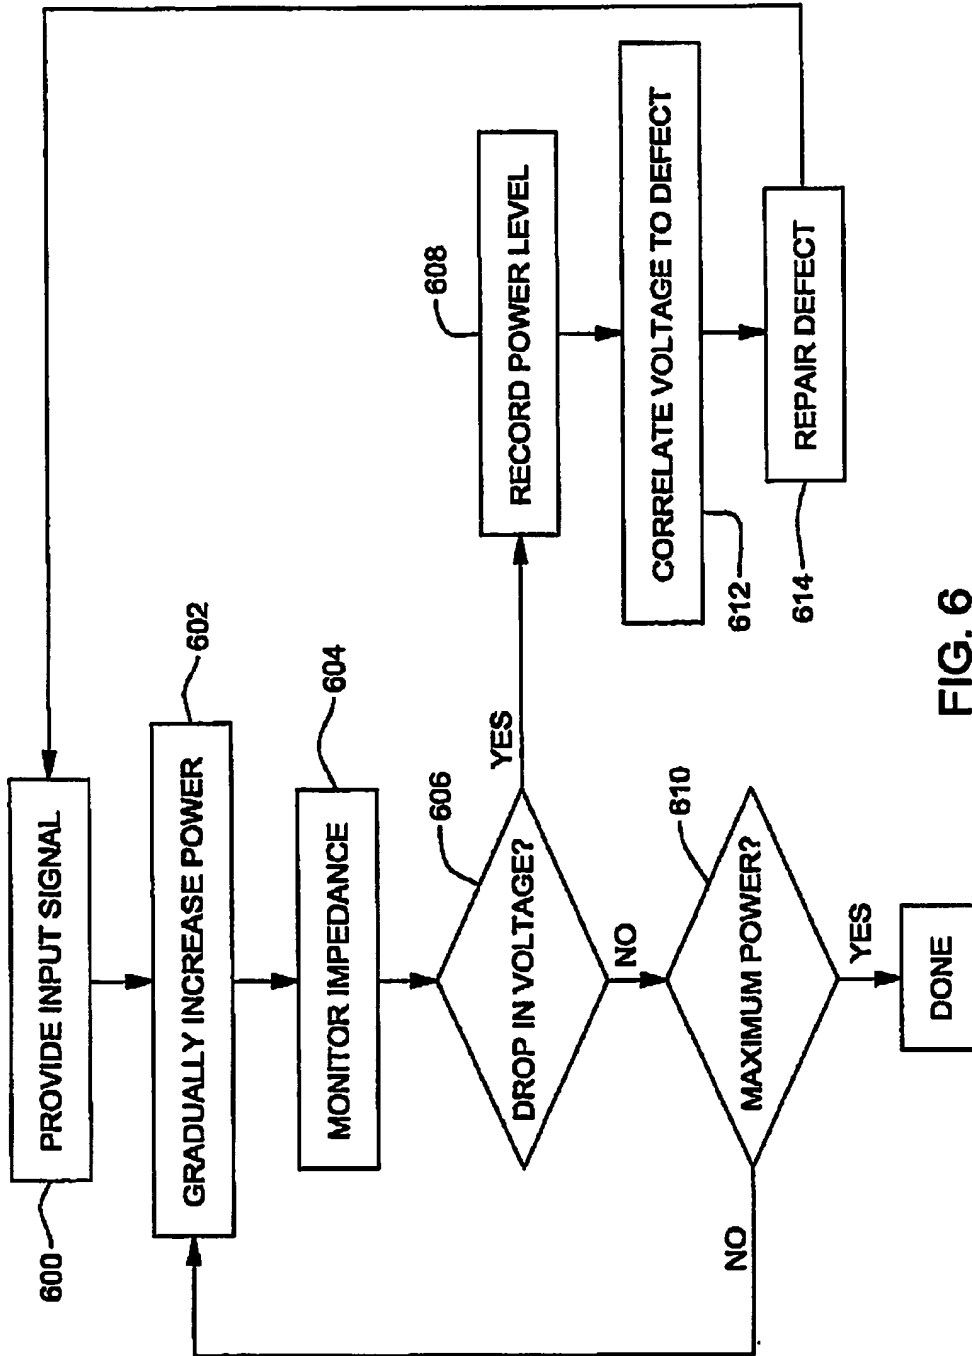 PROVIDE INPUT SIGNAL
600
GRADUALLY INCREASE POWER
602
MONITOR IMPEDANCE
604
DROP IN VOLTAGE?
606
YES
NO
RECORD POWER LEVEL
608
CORRELATE VOLTAGE TO DEFECT
612
REPAIR DEFECT
614
MAXIMUM POWER?
610
NO
YES
DONE
FIG. 6